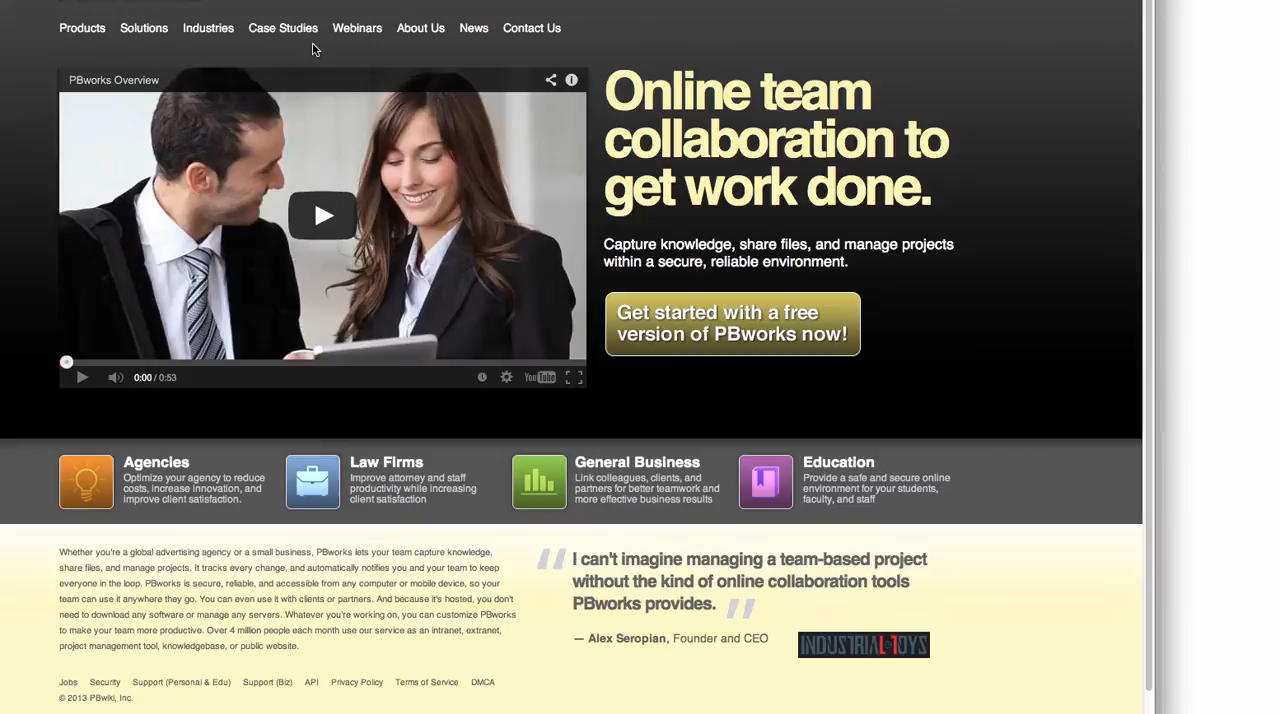 Products Solutions Industries Case Studies Webinars About Us News Contact Us
PBworks Overview
0:00 / 0:53
YouTube
Online team
collaboration to
get work done.
Capture knowledge, share files, and manage projects
within a secure, reliable environment.
Get started with a free
version of PBworks now!
Agencies
Optimize your agency to reduce
costs, increase innovation, and
improve client satisfaction.
Law Firms
Improve attorney and staff
productivity while increasing
client satisfaction
General Business
Link colleagues, clients, and
partners for better teamwork and
more effective business results
Education
Provide a safe and secure online
environment for your students,
faculty, and staff
Whether you're a global advertising agency or a small business, PBworks lets your team capture knowledge,
share files, and manage projects. It tracks every change, and automatically notifies you and your team to keep
everyone in the loop. PBworks is secure, reliable, and accessible from any computer or mobile device, so your
team can use it anywhere they go. You can even use it with clients or partners. And because it's hosted, you don't
need to download any software or manage any servers. Whatever you're working on, you can customize PBworks
to make your team more productive. Over 4 million people each month use our service as an intranet, extranet,
project management tool, knowledgebase, or public website.
" I can't imagine managing a team-based project
without the kind of online collaboration tools
PBworks provides. "
— Alex Seropian, Founder and CEO
INDUSTRIAL TOYS
Jobs Security Support (Personal & Edu) Support (Biz) API Privacy Policy Terms of Service DMCA
© 2013 PBwiki, Inc.